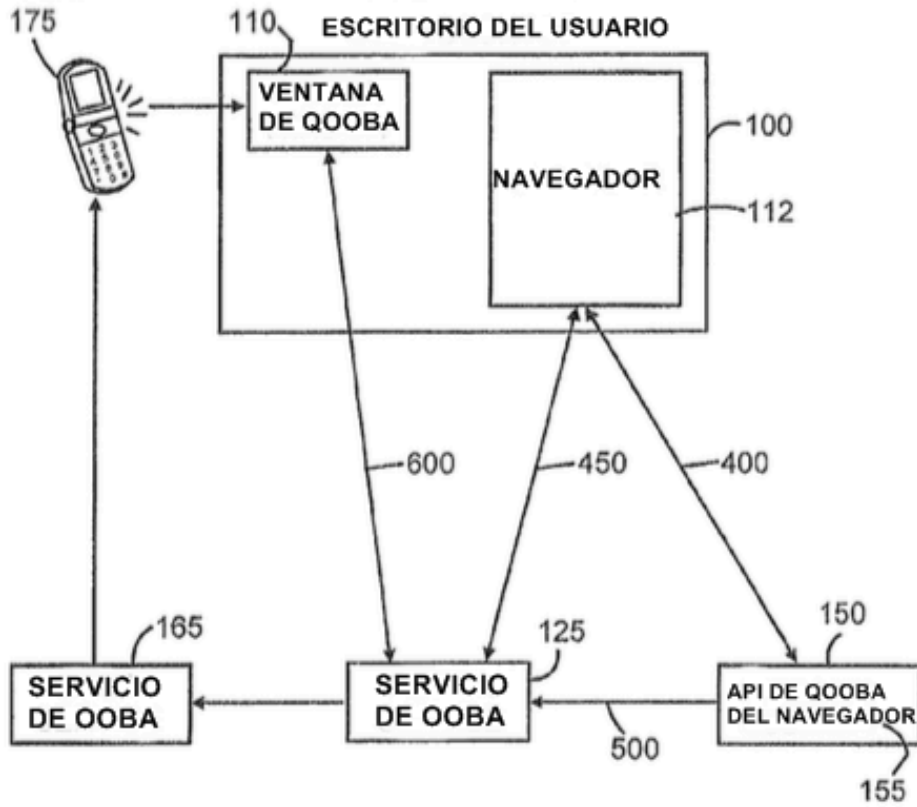 175
110
ESCRITORIO DEL USUARIO
VENTANA
DE QOOBA
100
NAVEGADOR
112
600
450
400
165
125
150
SERVICIO
DE OOBA
SERVICIO
DE OOBA
API DE QOOBA
DEL NAVEGADOR
500
155